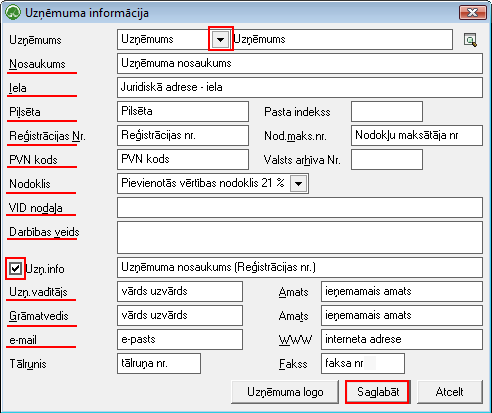 Uzņēmuma informācija
Uzņēmums Uzņēmums Uzņēmums
Nosaukums Uzņēmuma nosaukums
Iela Juridiskā adrese - iela
Pilsēta Pilsēta Pasta indekss
Reģistrācijas Nr. Reģistrācijas nr. Nod.maks.nr. Nodokļu maksātāja nr
PVN kods PVN kods Valsts arhīva Nr.
Nodoklis Pievienotās vērtības nodoklis 21 %
VID nodaļa
Darbības veids
Uzņ.info Uzņēmuma nosaukums (Reģistrācijas nr.)
Uzņ.vadītājs vārds uzvārds Amats ieņemamais amats
Grāmatvedis vārds uzvārds Amats ieņemamais amats
e-mail e-pasts WWW interneta adrese
Tālrunis tālruņa nr. Fakss faksa nr
Uzņēmuma logo Saglabāt Atcelt